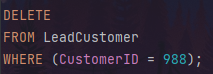 DELETE
FROM LeadCustomer
WHERE (CustomerID = 988);